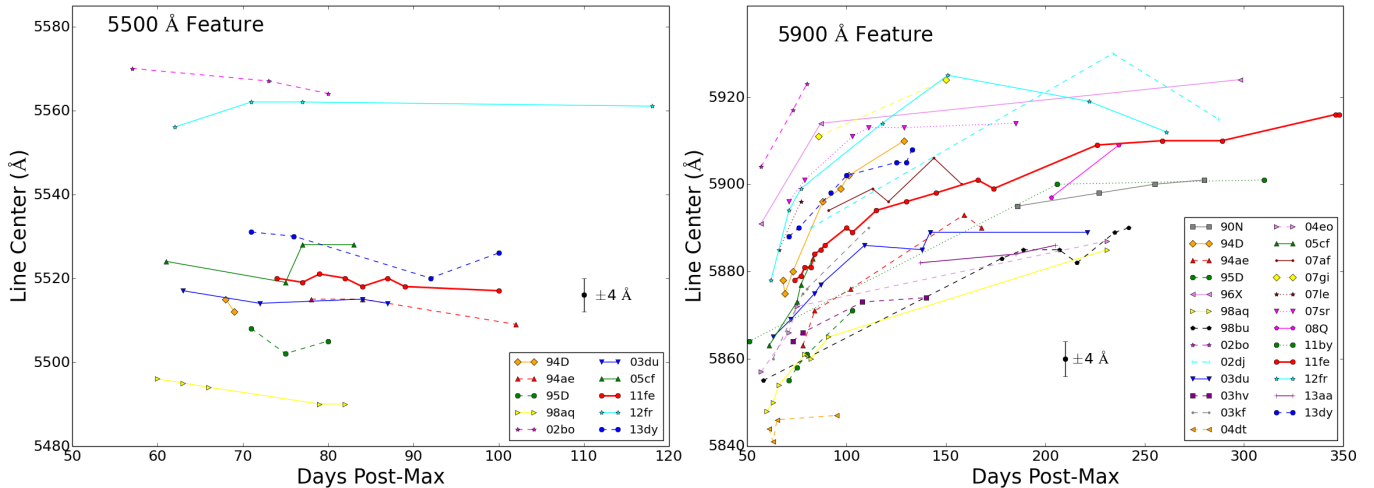 5500 Å Feature
Line Center (Å)
5580
5560
5540
5520
5500
5480
±4 Å
94D
94ae
95D
98aq
02bo
03du
05cf
11fe
12fr
13dy
50 60 70 80 90 100 110 120
Days Post-Max
5900 Å Feature
Line Center (Å)
5920
5900
5880
5860
5840
±4 Å
90N
94D
94ae
95D
96X
98aq
98bu
02bo
02dj
03du
03hv
03kf
04dt
04eo
05cf
07af
07gi
07le
07sr
08Q
11by
11fe
12fr
13aa
13dy
50 100 150 200 250 300 350
Days Post-Max